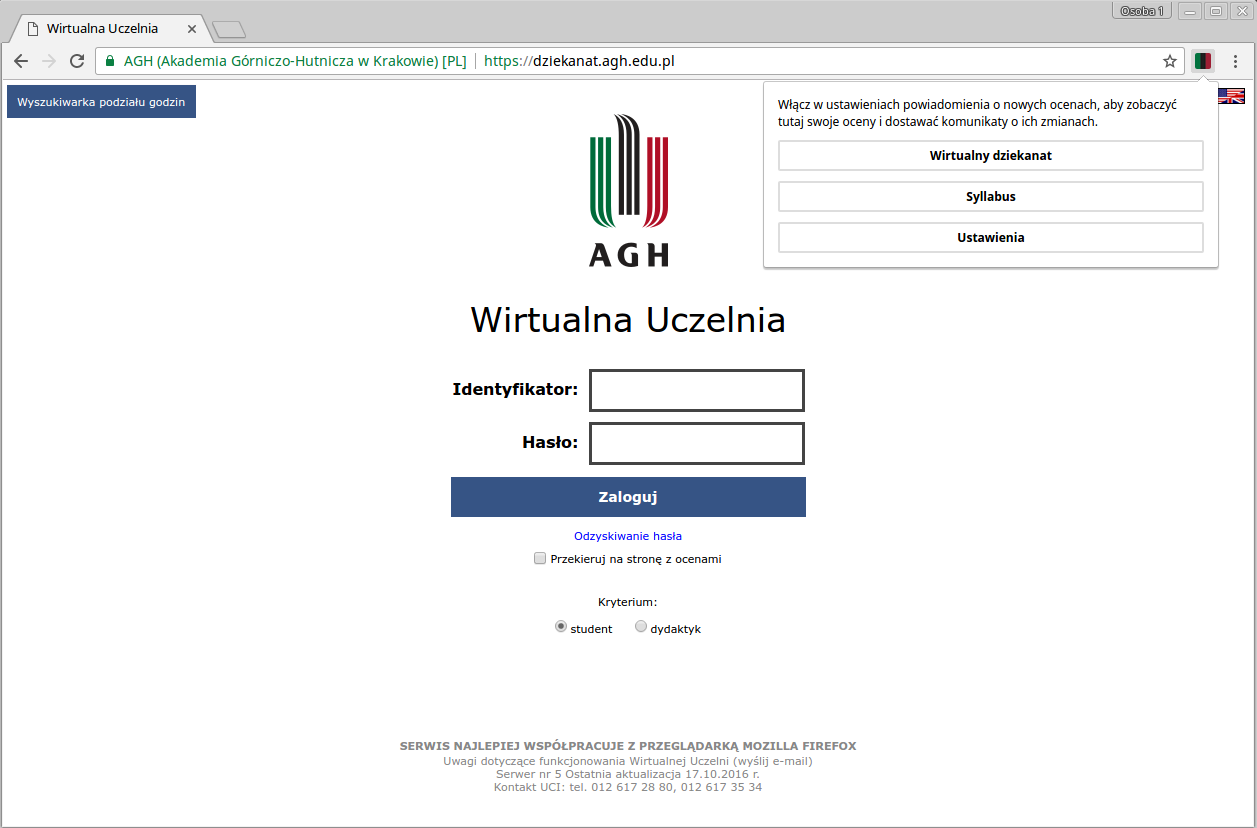 Wirtualna Uczelnia
Osoba 1
AGH (Akademia Górniczo-Hutnicza w Krakowie) [PL] https://dziekanat.agh.edu.pl
Wyszukiwarka podziału godzin
Włącz w ustawieniach powiadomienia o nowych ocenach, aby zobaczyć
tutaj swoje oceny i dostawać komunikaty o ich zmianach.
Wirtualny dziekanat
Syllabus
Ustawienia
AGH
Wirtualna Uczelnia
Identyfikator:
Hasło:
Zaloguj
Odzyskiwanie hasła
Przekieruj na stronę z ocenami
Kryterium:
student dydaktyk
SERWIS NAJLEPIEJ WSPÓŁPRACUJE Z PRZEGLĄDARKĄ MOZILLA FIREFOX
Uwagi dotyczące funkcjonowania Wirtualnej Uczelni (wyślij e-mail)
Serwer nr 5 Ostatnia aktualizacja 17.10.2016 r.
Kontakt UCI: tel. 012 617 28 80, 012 617 35 34